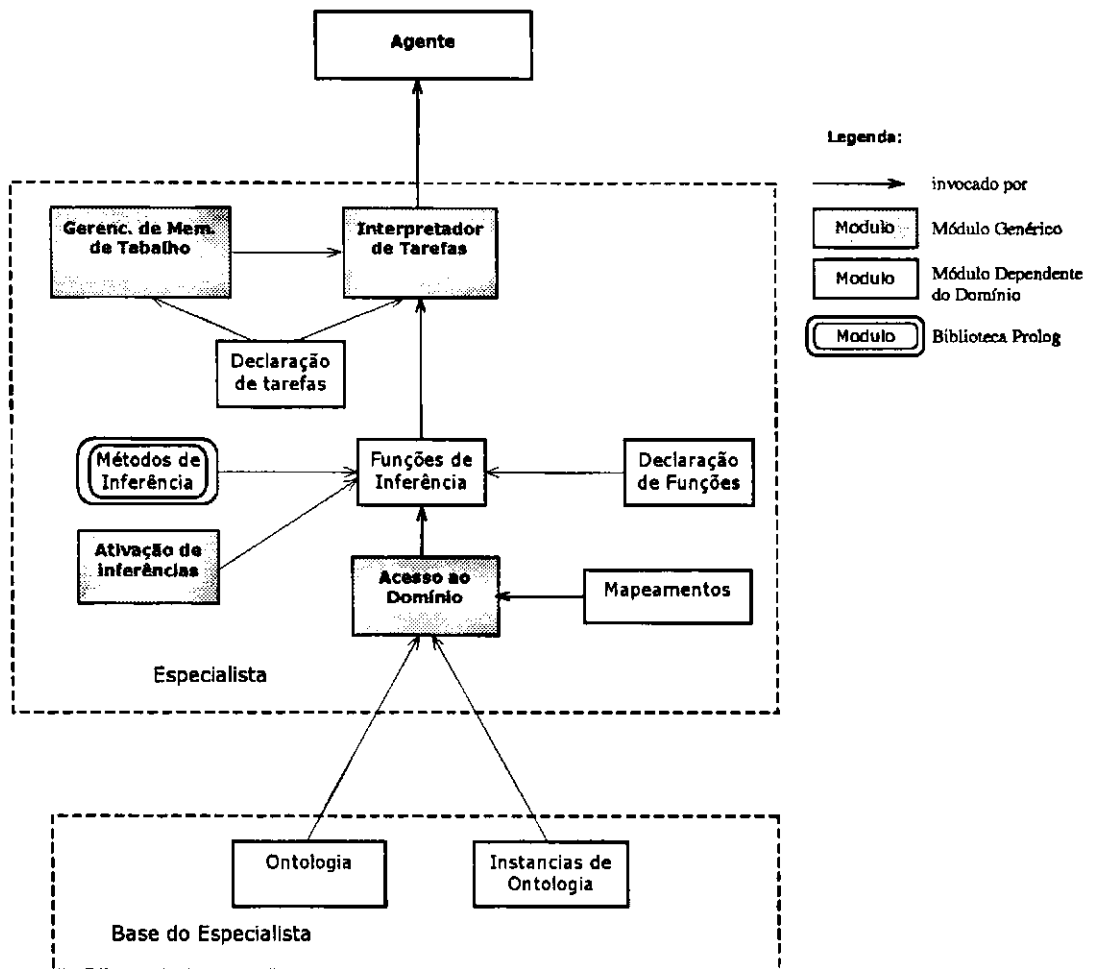 Agente
Legenda:
invocado por
Modulo
Módulo Genérico
Modulo
Módulo Dependente
do Domínio
Modulo
Biblioteca Prolog
Gerenc. de Mem.
de Tabalho
Interpretador
de Tarefas
Declaração
de tarefas
Métodos de
Inferência
Funções de
Inferência
Declaração
de Funções
Ativação de
inferências
Acesso ao
Domínio
Mapeamentos
Especialista
Ontologia
Instancias de
Ontologia
Base do Especialista